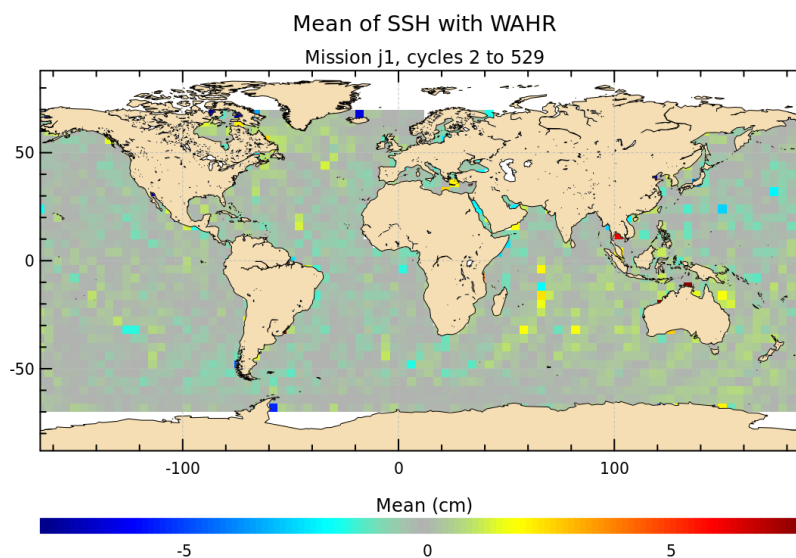 Mean of SSH with WAHR
Mission j1, cycles 2 to 529
50
0
-50
-100 0 100
Mean (cm)
-5 0 5